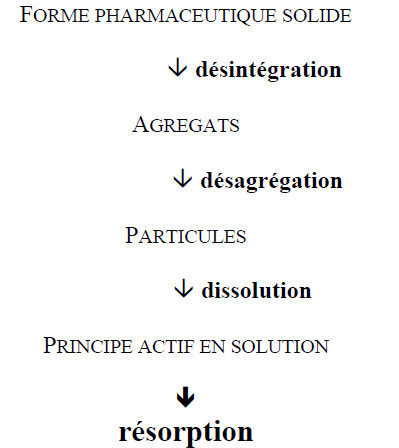 FORME PHARMACEUTIQUE SOLIDE
↓ désintégration
AGREGATS
↓ désagrégation
PARTICULES
↓ dissolution
PRINCIPE ACTIF EN SOLUTION
↓
résorption